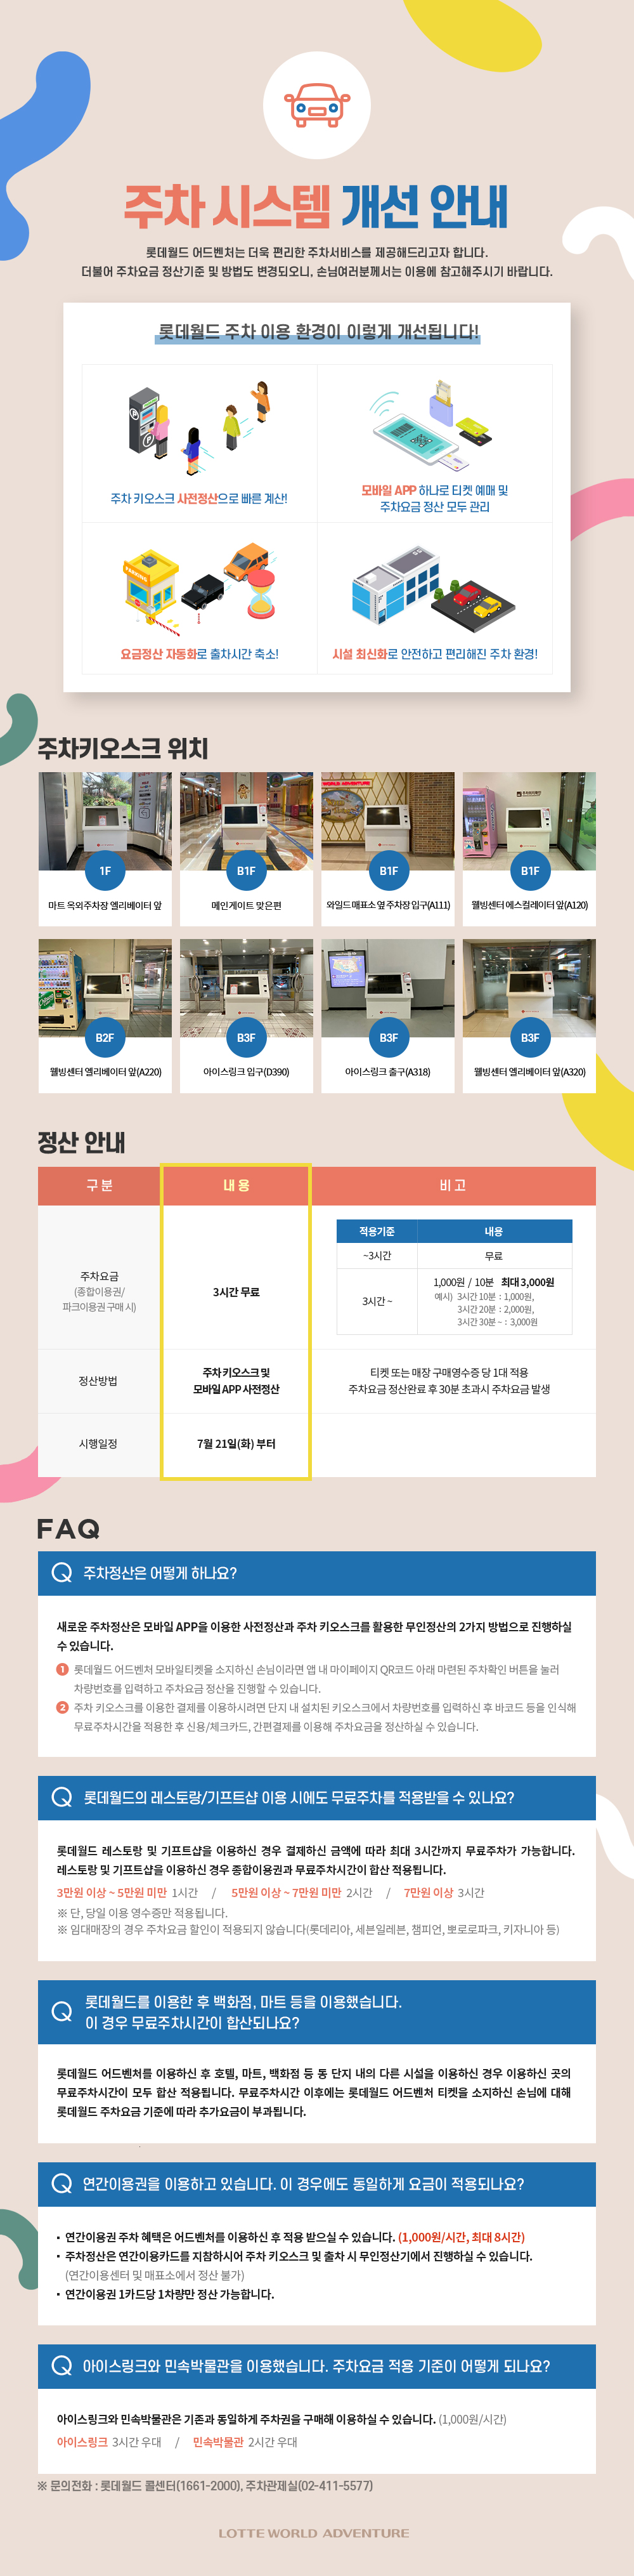 주차 시스템 개선 안내
롯데월드 어드벤처는 더욱 편리한 주차서비스를 제공해드리고자 합니다.
더불어 주차요금 정산기준 및 방법도 변경되오니, 손님여러분께서는 이용에 참고해주시기 바랍니다.
롯데월드 주차 이용 환경이 이렇게 개선됩니다!
주차 키오스크 사전정산으로 빠른 계산!
모바일 APP 하나로 티켓 예매 및
주차요금 정산 모두 관리
PARKING
요금정산 자동화로 출차시간 축소!
시설 최신화로 안전하고 편리해진 주차 환경!
주차키오스크 위치
WORLD ADVENTURE
1F
B1F
B1F
B1F
마트 옥외주차장 엘리베이터 앞
메인게이트 맞은편
와일드 매표소 옆 주차장 입구(A111)
웰빙센터 에스컬레이터 앞(A120)
B2F
B3F
B3F
B3F
웰빙센터 엘리베이터 앞(A220)
아이스링크 입구(D390)
아이스링크 출구(A318)
웰빙센터 엘리베이터 앞(A320)
정산 안내
구 분
내 용
비 고
주차요금
(종합이용권/
파크이용권 구매 시)
3시간 무료
적용기준
내용
~3시간
무료
3시간 ~
1,000원 / 10분 최대 3,000원
예시) 3시간 10분 : 1,000원,
3시간 20분 : 2,000원,
3시간 30분 ~ : 3,000원
정산방법
주차 키오스크 및
모바일 APP 사전정산
티켓 또는 매장 구매영수증 당 1대 적용
주차요금 정산완료 후 30분 초과시 주차요금 발생
시행일정
7월 21일(화) 부터
FAQ
Q 주차정산은 어떻게 하나요?
새로운 주차정산은 모바일 APP을 이용한 사전정산과 주차 키오스크를 활용한 무인정산의 2가지 방법으로 진행하실
수 있습니다.
1 롯데월드 어드벤처 모바일티켓을 소지하신 손님이라면 앱 내 마이페이지 QR코드 아래 마련된 주차확인 버튼을 눌러
차량번호를 입력하고 주차요금 정산을 진행할 수 있습니다.
2 주차 키오스크를 이용한 결제를 이용하시려면 단지 내 설치된 키오스크에서 차량번호를 입력하신 후 바코드 등을 인식해
무료주차시간을 적용한 후 신용/체크카드, 간편결제를 이용해 주차요금을 정산하실 수 있습니다.
Q 롯데월드의 레스토랑/기프트샵 이용 시에도 무료주차를 적용받을 수 있나요?
롯데월드 레스토랑 및 기프트샵을 이용하신 경우 결제하신 금액에 따라 최대 3시간까지 무료주차가 가능합니다.
레스토랑 및 기프트샵을 이용하신 경우 종합이용권과 무료주차시간이 합산 적용됩니다.
3만원 이상 ~ 5만원 미만 1시간 / 5만원 이상 ~ 7만원 미만 2시간 / 7만원 이상 3시간
※ 단, 당일 이용 영수증만 적용됩니다.
※ 임대매장의 경우 주차요금 할인이 적용되지 않습니다(롯데리아, 세븐일레븐, 챔피언, 뽀로로파크, 키자니아 등)
Q 롯데월드를 이용한 후 백화점, 마트 등을 이용했습니다.
이 경우 무료주차시간이 합산되나요?
롯데월드 어드벤처를 이용하신 후 호텔, 마트, 백화점 등 동 단지 내의 다른 시설을 이용하신 경우 이용하신 곳의
무료주차시간이 모두 합산 적용됩니다. 무료주차시간 이후에는 롯데월드 어드벤처 티켓을 소지하신 손님에 대해
롯데월드 주차요금 기준에 따라 추가요금이 부과됩니다.
Q 연간이용권을 이용하고 있습니다. 이 경우에도 동일하게 요금이 적용되나요?
• 연간이용권 주차 혜택은 어드벤처를 이용하신 후 적용 받으실 수 있습니다. (1,000원/시간, 최대 8시간)
• 주차정산은 연간이용카드를 지참하시어 주차 키오스크 및 출차 시 무인정산기에서 진행하실 수 있습니다.
(연간이용센터 및 매표소에서 정산 불가)
• 연간이용권 1카드당 1차량만 정산 가능합니다.
Q 아이스링크와 민속박물관을 이용했습니다. 주차요금 적용 기준이 어떻게 되나요?
아이스링크와 민속박물관은 기존과 동일하게 주차권을 구매해 이용하실 수 있습니다. (1,000원/시간)
아이스링크 3시간 우대 / 민속박물관 2시간 우대
※ 문의전화 : 롯데월드 콜센터(1661-2000), 주차관제실(02-411-5577)
LOTTE WORLD ADVENTURE